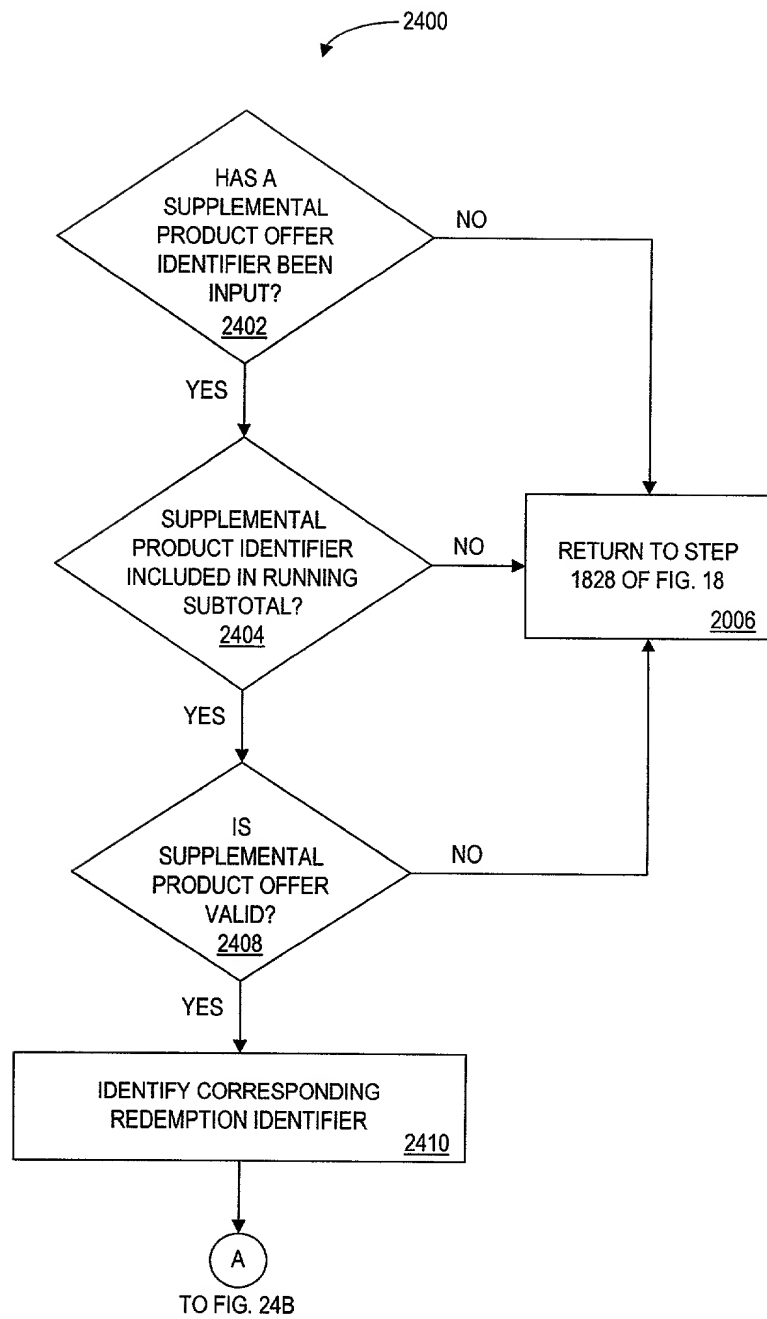 2400
HAS A
SUPPLEMENTAL
PRODUCT OFFER
IDENTIFIER BEEN
INPUT?
2402
NO
YES
SUPPLEMENTAL
PRODUCT IDENTIFIER
INCLUDED IN RUNNING
SUBTOTAL?
2404
NO
RETURN TO STEP
1828 OF FIG. 18
2006
YES
IS
SUPPLEMENTAL
PRODUCT OFFER
VALID?
2408
NO
YES
IDENTIFY CORRESPONDING
REDEMPTION IDENTIFIER
2410
A
TO FIG. 24B